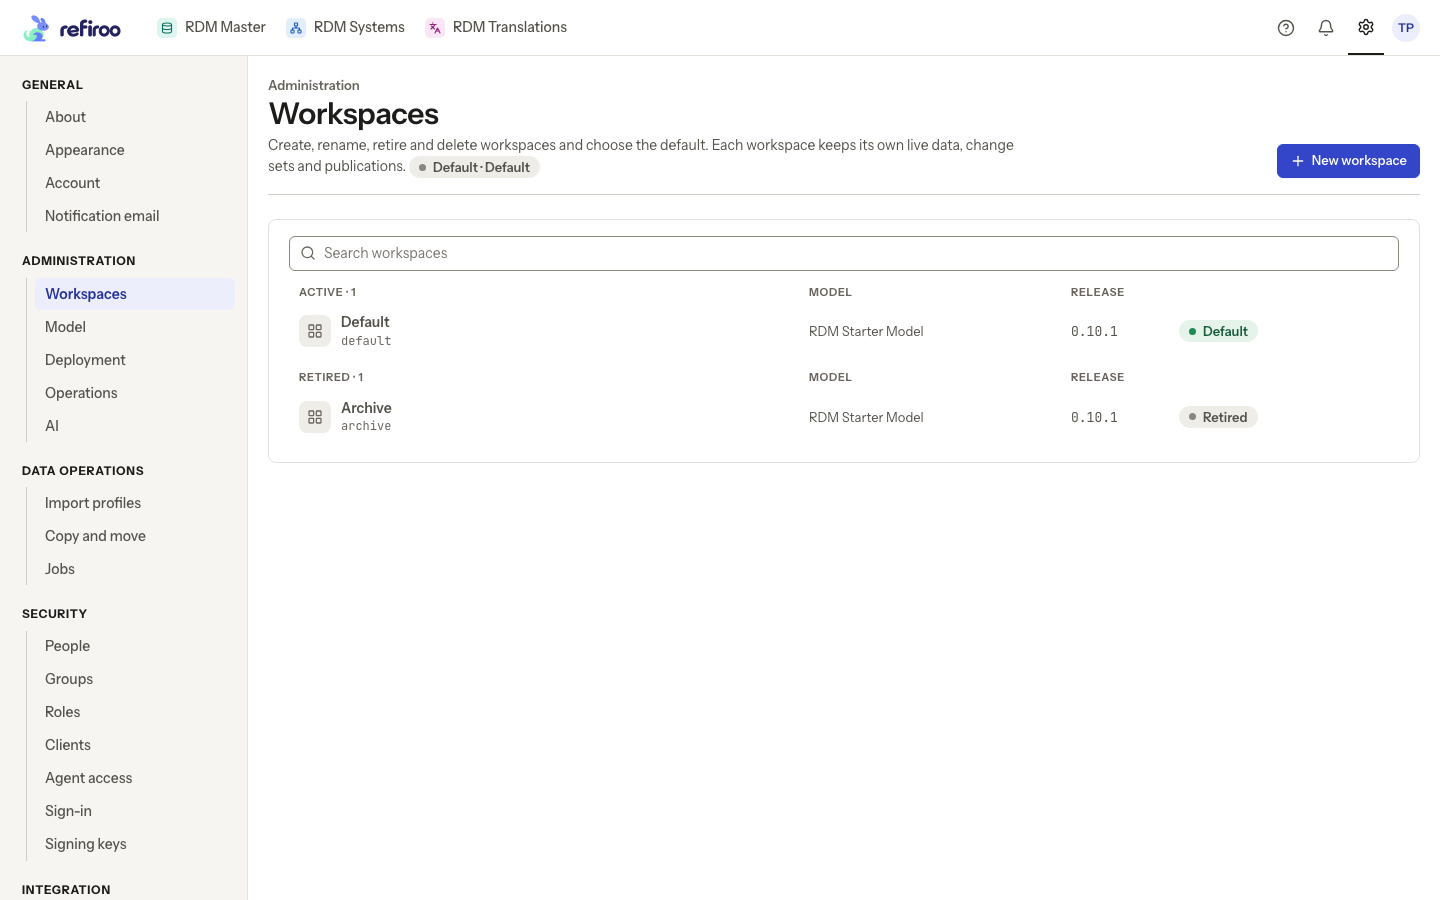 refiroo
RDM Master
RDM Systems
RDM Translations
TP
GENERAL
About
Appearance
Account
Notification email
ADMINISTRATION
Workspaces
Model
Deployment
Operations
AI
DATA OPERATIONS
Import profiles
Copy and move
Jobs
SECURITY
People
Groups
Roles
Clients
Agent access
Sign-in
Signing keys
INTEGRATION
Administration
Workspaces
Create, rename, retire and delete workspaces and choose the default. Each workspace keeps its own live data, change
sets and publications. Default · Default
New workspace
Search workspaces
ACTIVE · 1 MODEL RELEASE
Default
default
RDM Starter Model 0.10.1 Default
RETIRED · 1 MODEL RELEASE
Archive
archive
RDM Starter Model 0.10.1 Retired